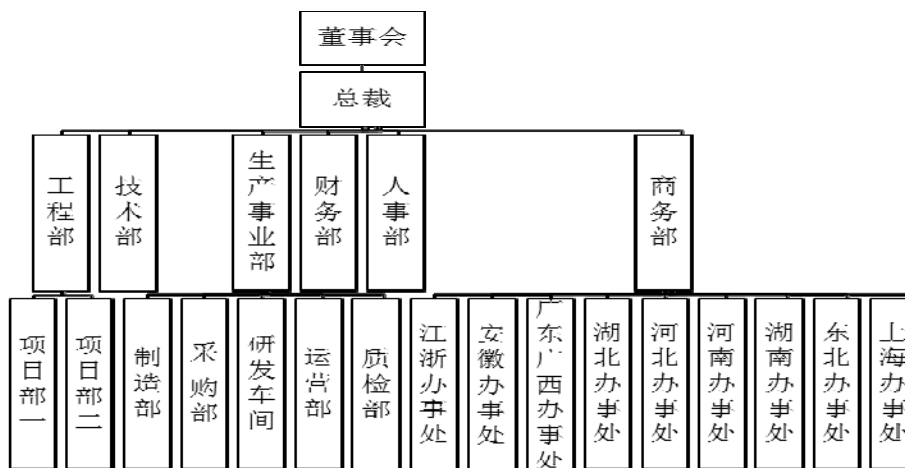 董事会
总裁
工程部
技术部
生产事业部
财务部
人事部
商务部
项目部一
项目部二
制造部
采购部
研发车间
运营部
质检部
江浙办事处
安徽办事处
广东广西办事处
湖北办事处
河北办事处
河南办事处
湖南办事处
东北办事处
上海办事处